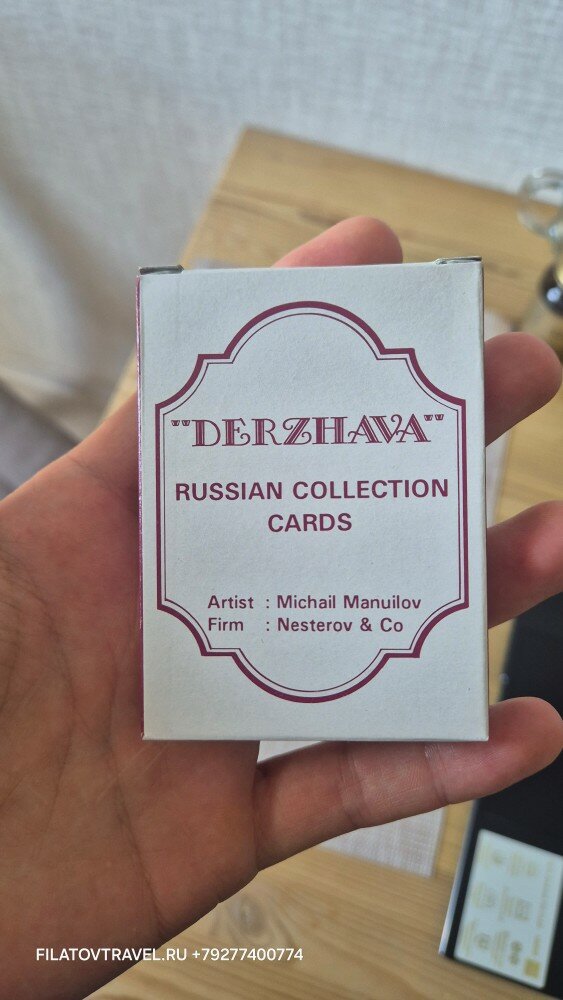 "DERZHAVA"
RUSSIAN COLLECTION
CARDS
Artist : Michail Manuilov
Firm : Nesterov & Co
FILATOVTRAVEL.RU +79277400774